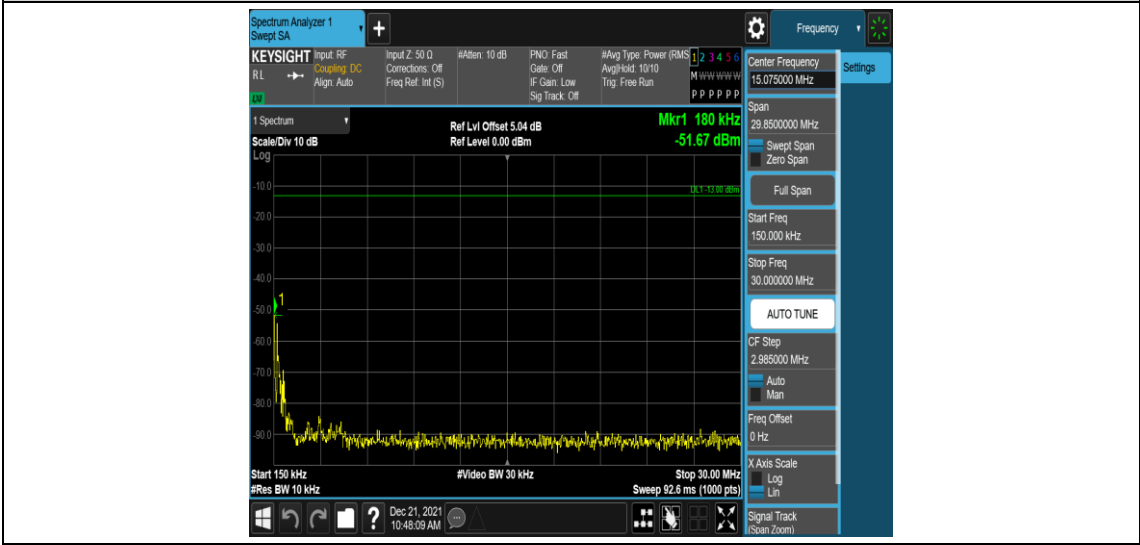 Spectrum Analyzer 1
Swept SA
+
Frequency
KEYSIGHT
RL
LXI
Input: RF
Coupling: DC
Align: Auto
Input Z: 50 Ω
Corrections: Off
Freq Ref: Int (S)
#Atten: 10 dB
PNO: Fast
Gate: Off
IF Gain: Low
Sig Track: Off
#Avg Type: Power (RMS
Avg|Hold: 10/10
Trig: Free Run
1 2 3 4 5 6
M W W W W W
P P P P P P
1 Spectrum
Scale/Div 10 dB
Log
Ref Lvl Offset 5.04 dB
Ref Level 0.00 dBm
Mkr1 180 kHz
-51.67 dBm
DL1 -13.00 dBm
-10.0
-20.0
-30.0
-40.0
-50.0
-60.0
-70.0
-80.0
-90.0
1
Start 150 kHz
#Res BW 10 kHz
#Video BW 30 kHz
Stop 30.00 MHz
Sweep 92.6 ms (1000 pts)
Center Frequency
15.075000 MHz
Settings
Span
29.8500000 MHz
Swept Span
Zero Span
Full Span
Start Freq
150.000 kHz
Stop Freq
30.000000 MHz
AUTO TUNE
CF Step
2.985000 MHz
Auto
Man
Freq Offset
0 Hz
X Axis Scale
Log
Lin
Signal Track
(Span Zoom)
?
Dec 21, 2021
10:48:09 AM